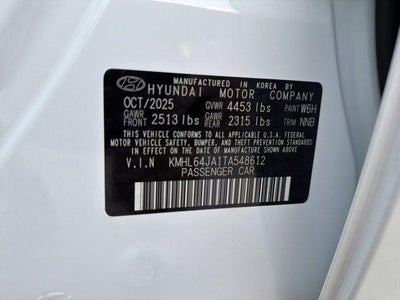 MANUFACTURED IN KOREA BY
HYUNDAI MOTOR COMPANY
OCT/2025 GVWR 4453 lbs PAINT W6H
GAWR FRONT 2513 lbs GAWR REAR 2315 lbs TRIM NNB
THIS VEHICLE CONFORMS TO ALL APPLICABLE U.S. FEDERAL
MOTOR VEHICLE SAFETY, BUMPER, AND THEFT PREVENTION
STANDARDS IN EFFECT ON THE DATE OF MANUFACTURE SHOWN ABOVE.
V.I.N KMHL64JA1TA548612
PASSENGER CAR